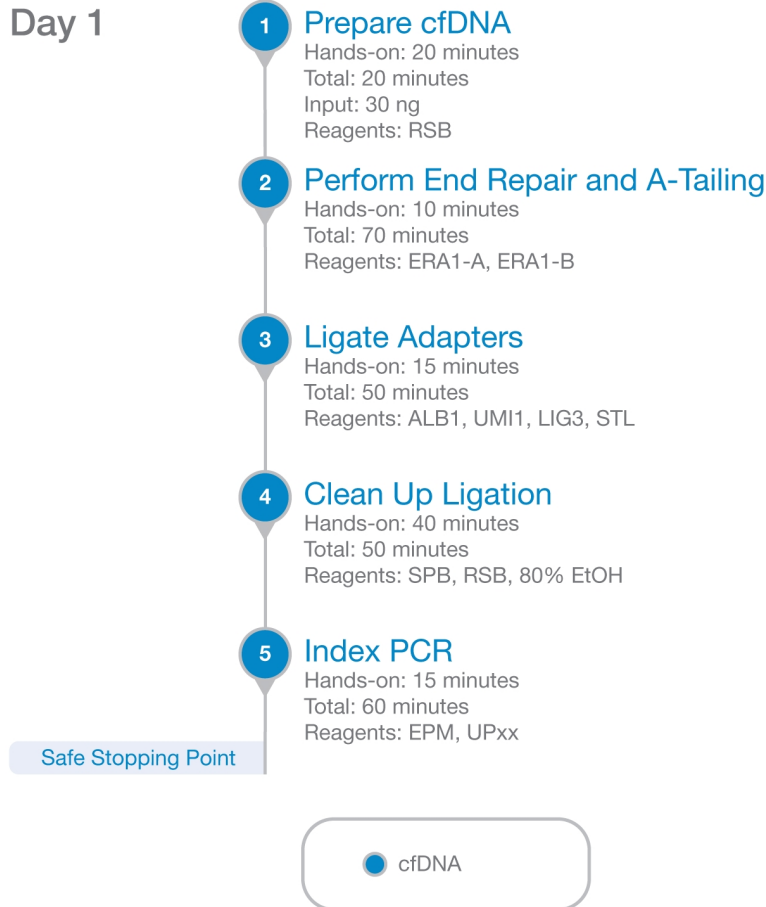 Day 1
1
Prepare cfDNA
Hands-on: 20 minutes
Total: 20 minutes
Input: 30 ng
Reagents: RSB
2
Perform End Repair and A-Tailing
Hands-on: 10 minutes
Total: 70 minutes
Reagents: ERA1-A, ERA1-B
3
Ligate Adapters
Hands-on: 15 minutes
Total: 50 minutes
Reagents: ALB1, UMI1, LIG3, STL
4
Clean Up Ligation
Hands-on: 40 minutes
Total: 50 minutes
Reagents: SPB, RSB, 80% EtOH
5
Index PCR
Hands-on: 15 minutes
Total: 60 minutes
Reagents: EPM, UPxx
Safe Stopping Point
cfDNA